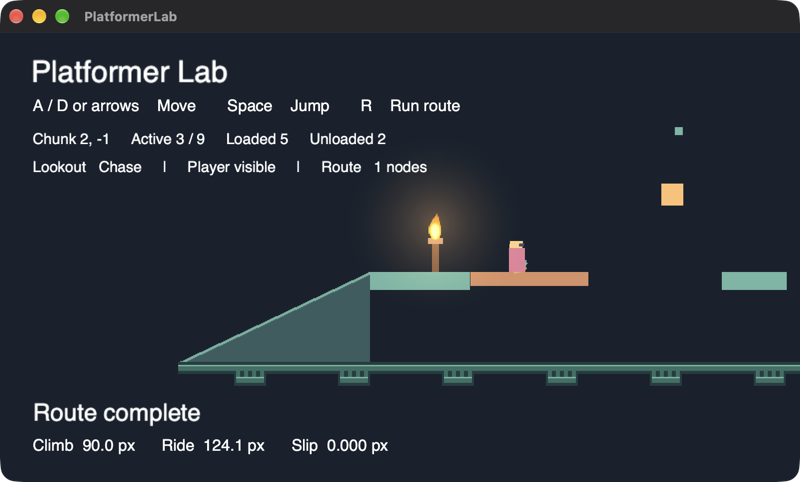 PlatformerLab
Platformer Lab
A / D or arrows Move Space Jump R Run route
Chunk 2, -1 Active 3 / 9 Loaded 5 Unloaded 2
Lookout Chase | Player visible | Route 1 nodes
Route complete
Climb 90.0 px Ride 124.1 px Slip 0.000 px